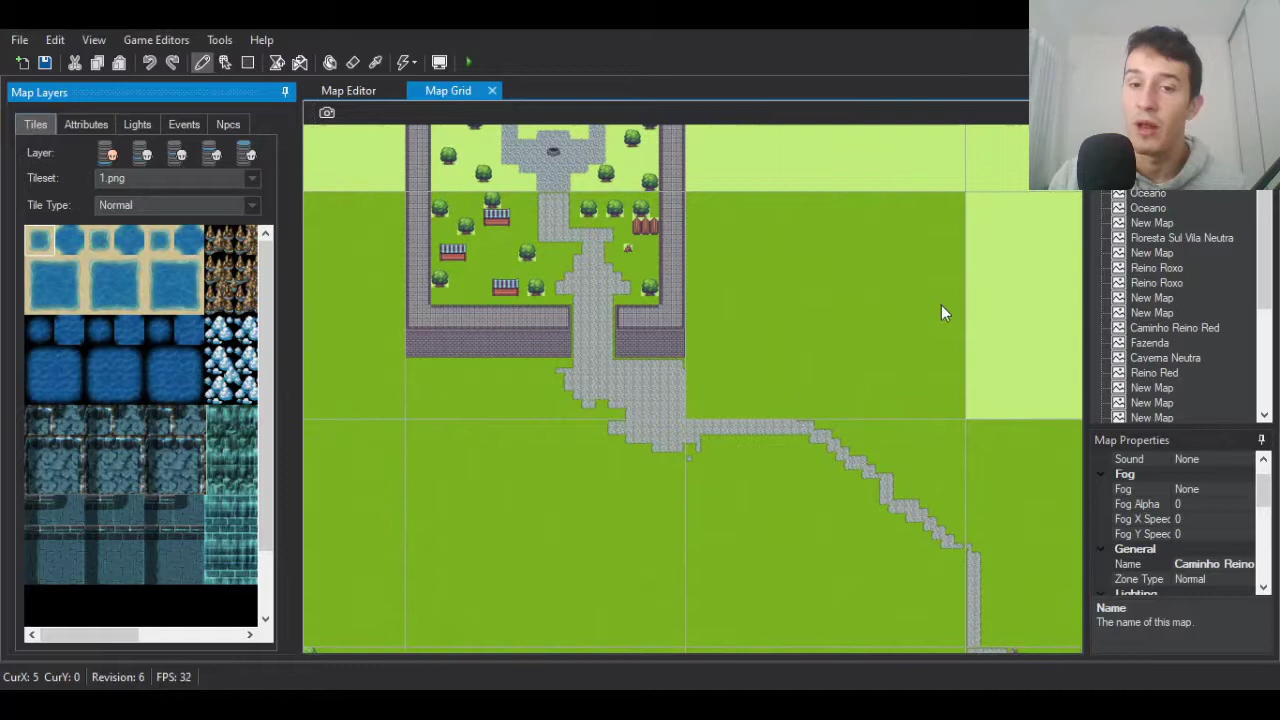 File Edit View Game Editors Tools Help
Map Layers
Map Editor Map Grid
Tiles Attributes Lights Events Npcs
Layer:
Tileset: 1.png
Tile Type: Normal
Oceano
Oceano
New Map
Floresta Sul Vila Neutra
New Map
Reino Roxo
Reino Roxo
New Map
New Map
Caminho Reino Red
Fazenda
Caverna Neutra
Reino Red
New Map
New Map
New Map
Map Properties
Sound None
Fog
Fog None
Fog Alpha 0
Fog X Speec 0
Fog Y Speec 0
General
Name Caminho Reino
Zone Type Normal
Lighting
Name
The name of this map.
CurX: 5 CurY: 0 Revision: 6 FPS: 32